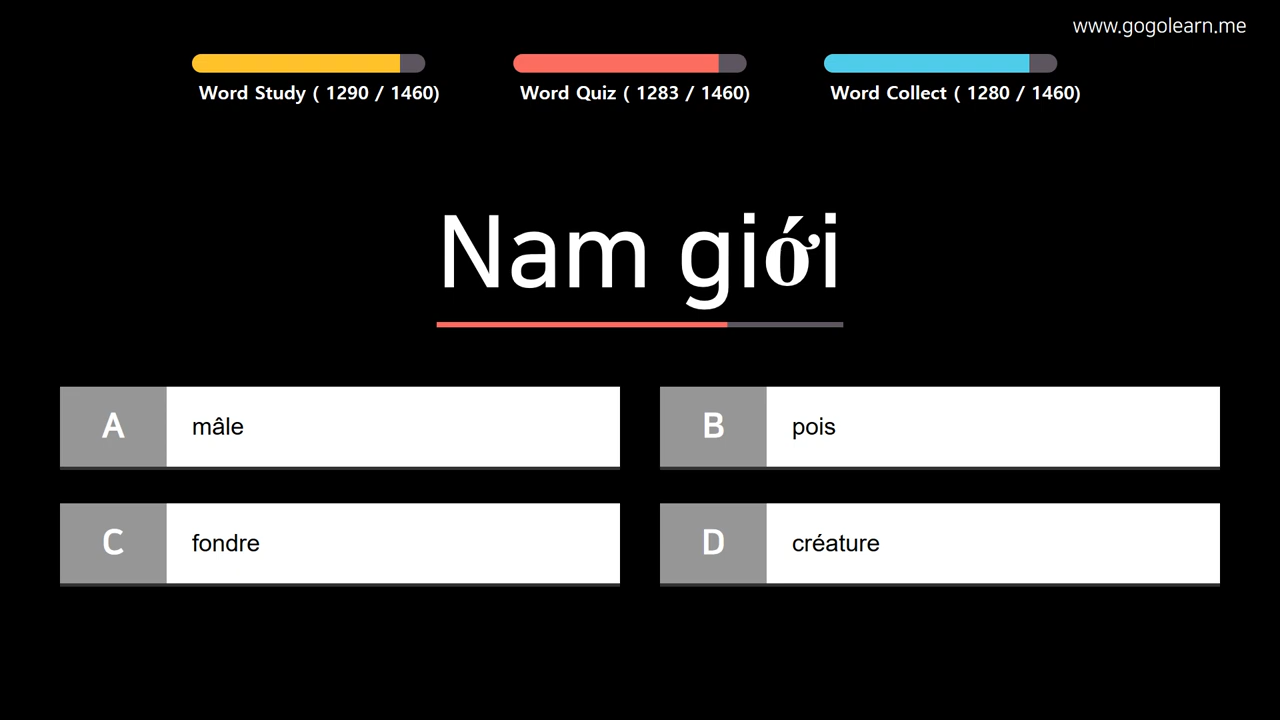 www.gogolearn.me
Word Study ( 1290 / 1460)
Word Quiz ( 1283 / 1460)
Word Collect ( 1280 / 1460)
Nam giới
A mâle
B pois
C fondre
D créature